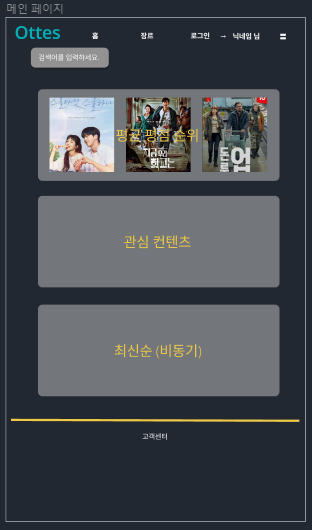 메인 페이지
Ottes 홈 장르 로그인 → 닉네임 님
검색어를 입력하세요.
평균 평점 순위
관심 컨텐츠
최신순 (비동기)
고객센터